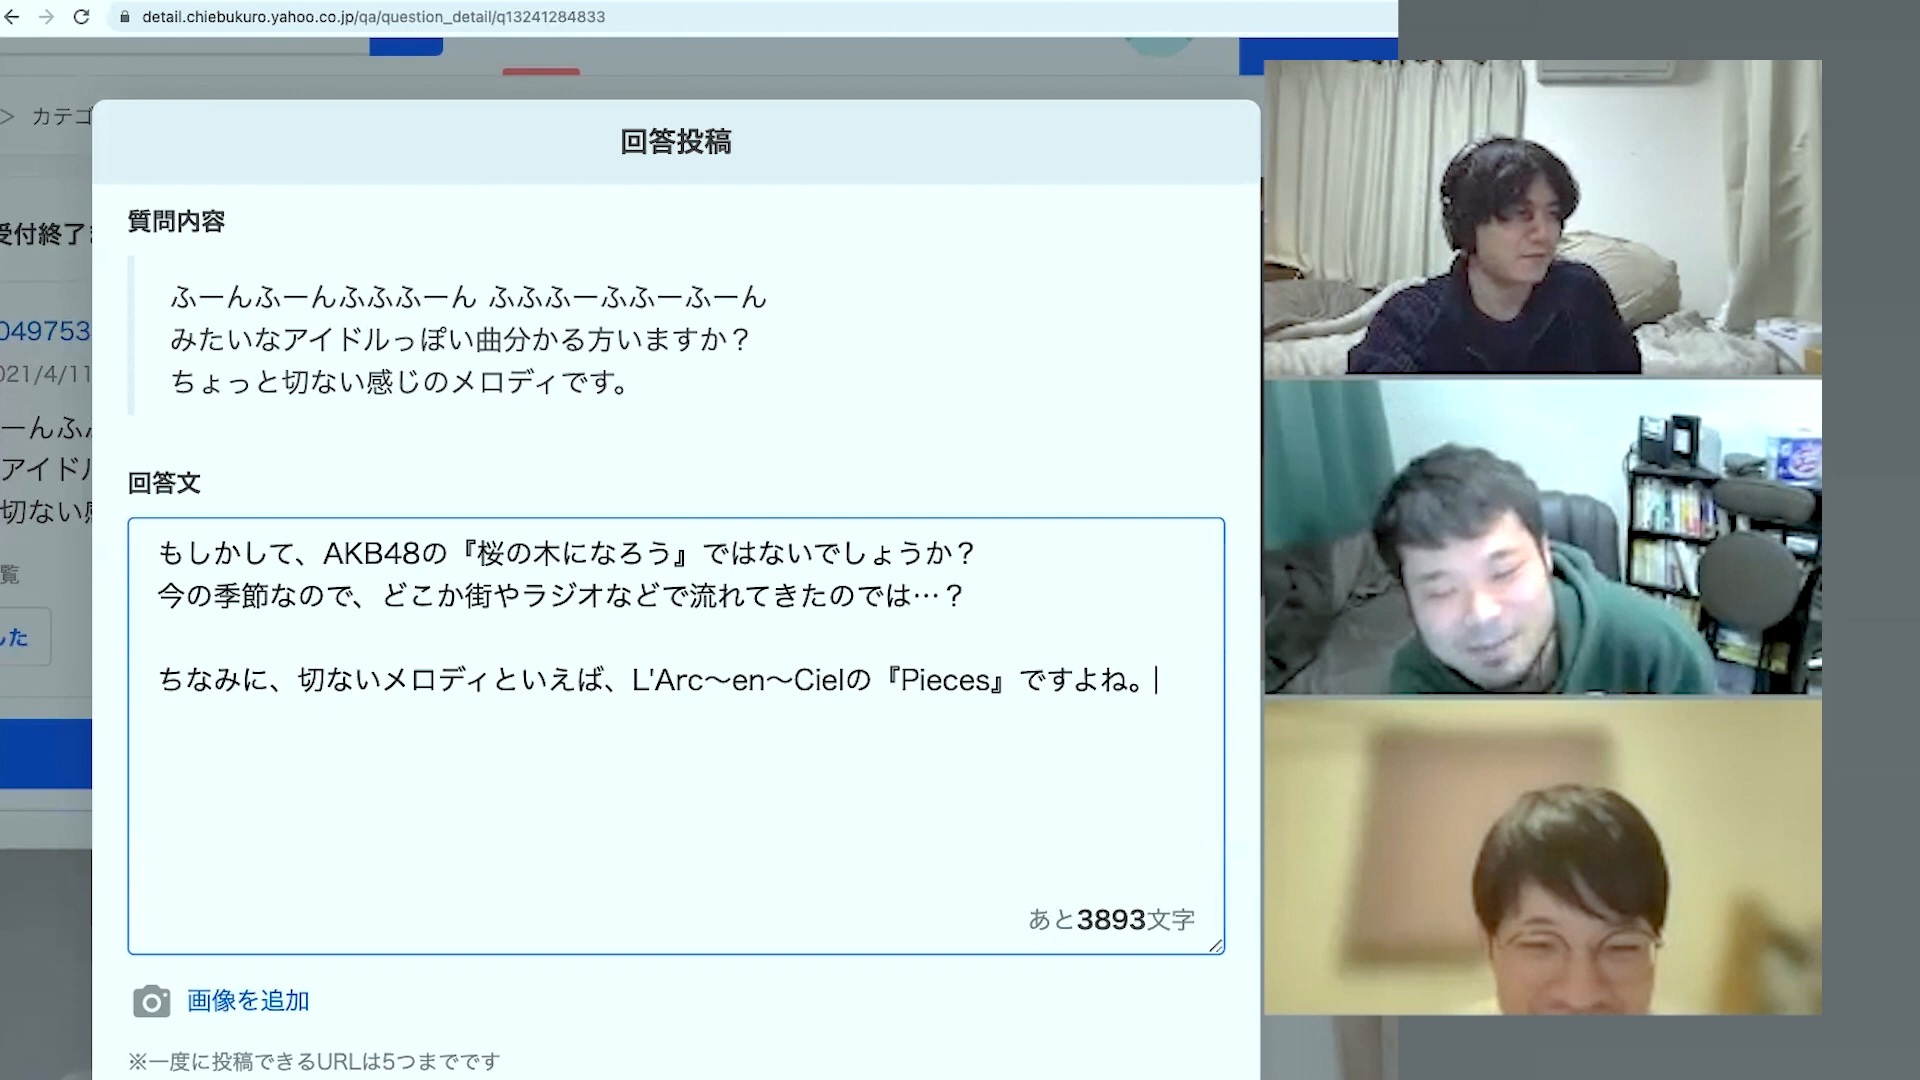 detail.chiebukuro.yahoo.co.jp/qa/question_detail/q13241284833
> カテゴ
受付終了
049753
021/4/11
ーんふ
アイド
切ない
覧
した
回答投稿
質問内容
ふーんふーんふふふーん ふふふーふふーふーん
みたいなアイドルっぽい曲分かる方いますか？
ちょっと切ない感じのメロディです。
回答文
もしかして、AKB48の『桜の木になろう』ではないでしょうか？
今の季節なので、どこか街やラジオなどで流れてきたのでは…？
ちなみに、切ないメロディといえば、L'Arc〜en〜Cielの『Pieces』ですよね。
あと3893文字
画像を追加
※一度に投稿できるURLは5つまでです